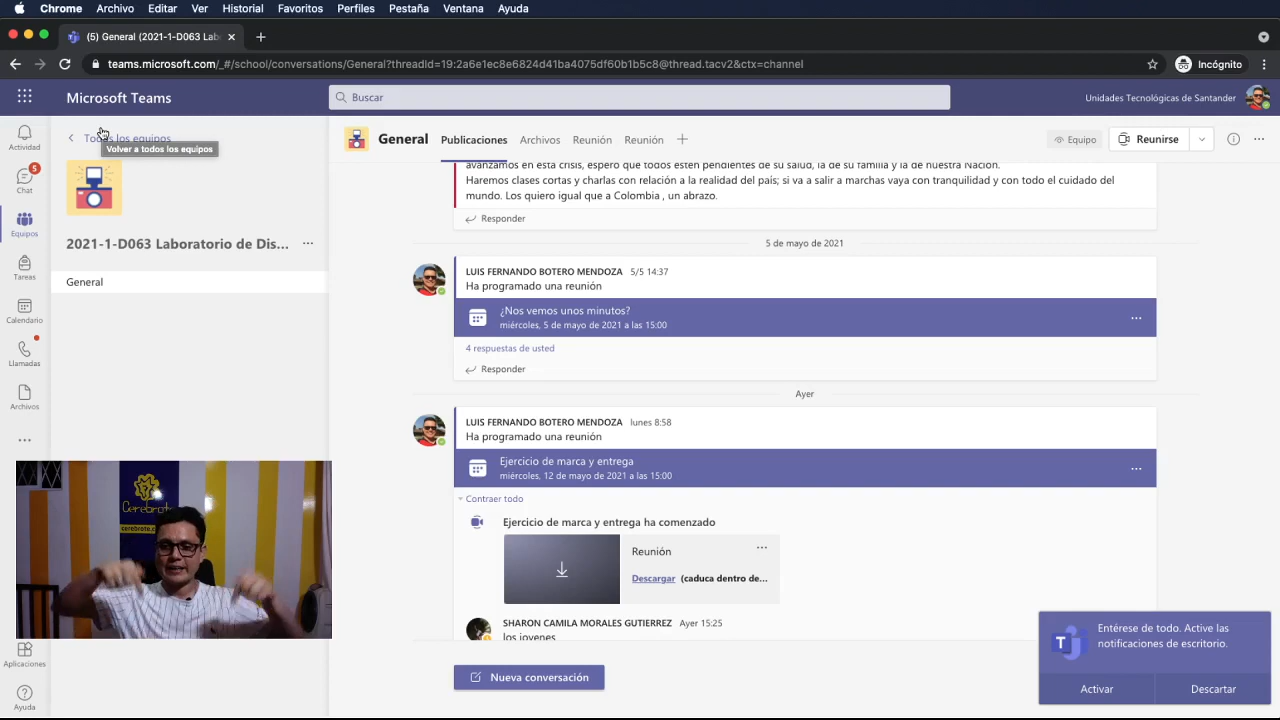 Chrome Archivo Editar Ver Historial Favoritos Perfiles Pestaña Ventana Ayuda
(5) General (2021-1-D063 Lab
teams.microsoft.com/_#/school/conversations/General?threadId=19:2a6e1ec8e6824d41ba4075df60b1b5c8@thread.tacv2&ctx=channel
Incógnito
Microsoft Teams
Buscar
Unidades Tecnológicas de Santander
Actividad
Chat
5
Equipos
Tareas
Calendario
Llamadas
Archivos
Aplicaciones
Ayuda
Todos los equipos
Volver a todos los equipos
2021-1-D063 Laboratorio de Dis...
General
General Publicaciones Archivos Reunión Reunión
Equipo
Reunirse
avanzamos en esta crisis, espero que todos estén pendientes de su salud, la de su familia y la de nuestra Nación.
Haremos clases cortas y charlas con relación a la realidad del país; si va a salir a marchas vaya con tranquilidad y con todo el cuidado del
mundo. Los quiero igual que a Colombia , un abrazo.
Responder
5 de mayo de 2021
LUIS FERNANDO BOTERO MENDOZA 5/5 14:37
Ha programado una reunión
¿Nos vemos unos minutos?
miércoles, 5 de mayo de 2021 a las 15:00
4 respuestas de usted
Responder
Ayer
LUIS FERNANDO BOTERO MENDOZA lunes 8:58
Ha programado una reunión
Ejercicio de marca y entrega
miércoles, 12 de mayo de 2021 a las 15:00
Contraer todo
Ejercicio de marca y entrega ha comenzado
Reunión
Descargar (caduca dentro de...
SHARON CAMILA MORALES GUTIERREZ Ayer 15:25
los jovenes
Nueva conversación
Entérese de todo. Active las
notificaciones de escritorio.
Activar
Descartar
Cerebrote
cerebrote.c